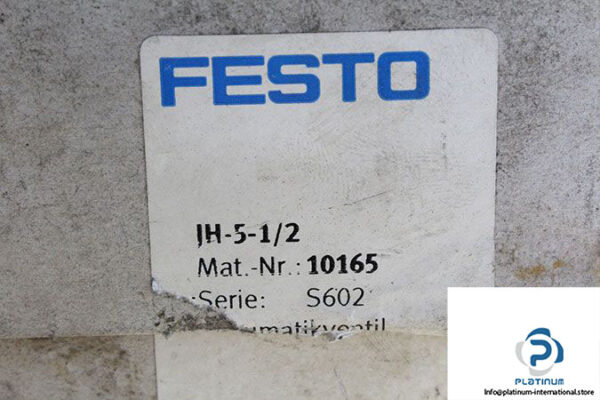 FESTO
JH-5-1/2
Mat.-Nr.: 10165
Serie: S602
PLATINUM
info@platinum-international.store